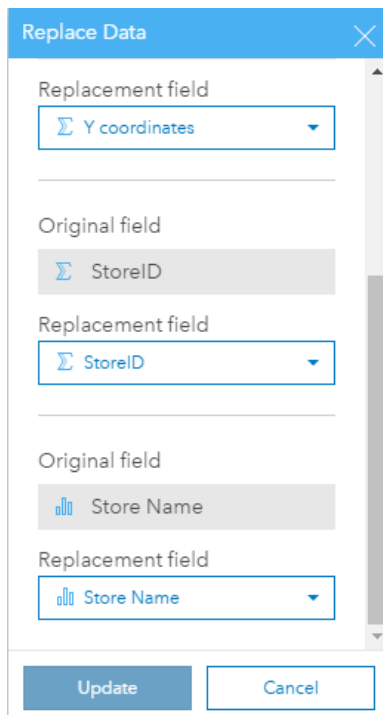 Replace Data
Replacement field
Y coordinates
Original field
StoreID
Replacement field
StoreID
Original field
Store Name
Replacement field
Store Name
Update Cancel